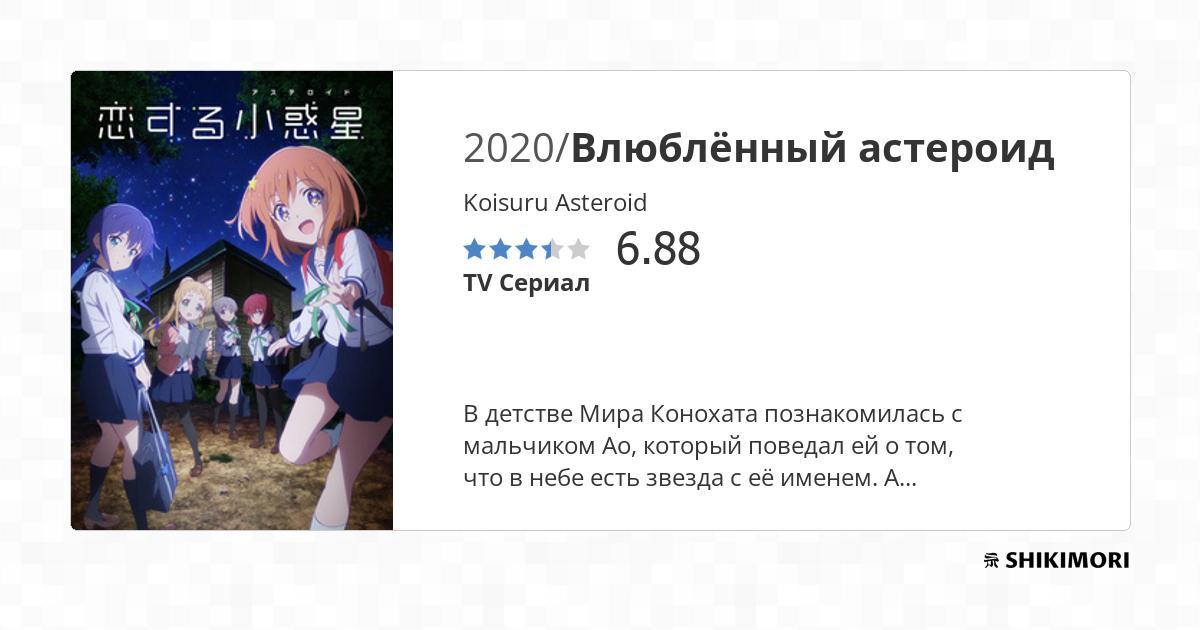 アステロイド
恋する小惑星
2020/Влюблённый астероид
Koisuru Asteroid
6.88
TV Сериал
В детстве Мира Конохата познакомилась с
мальчиком Ао, который поведал ей о том,
что в небе есть звезда с её именем. А...
SHIKIMORI